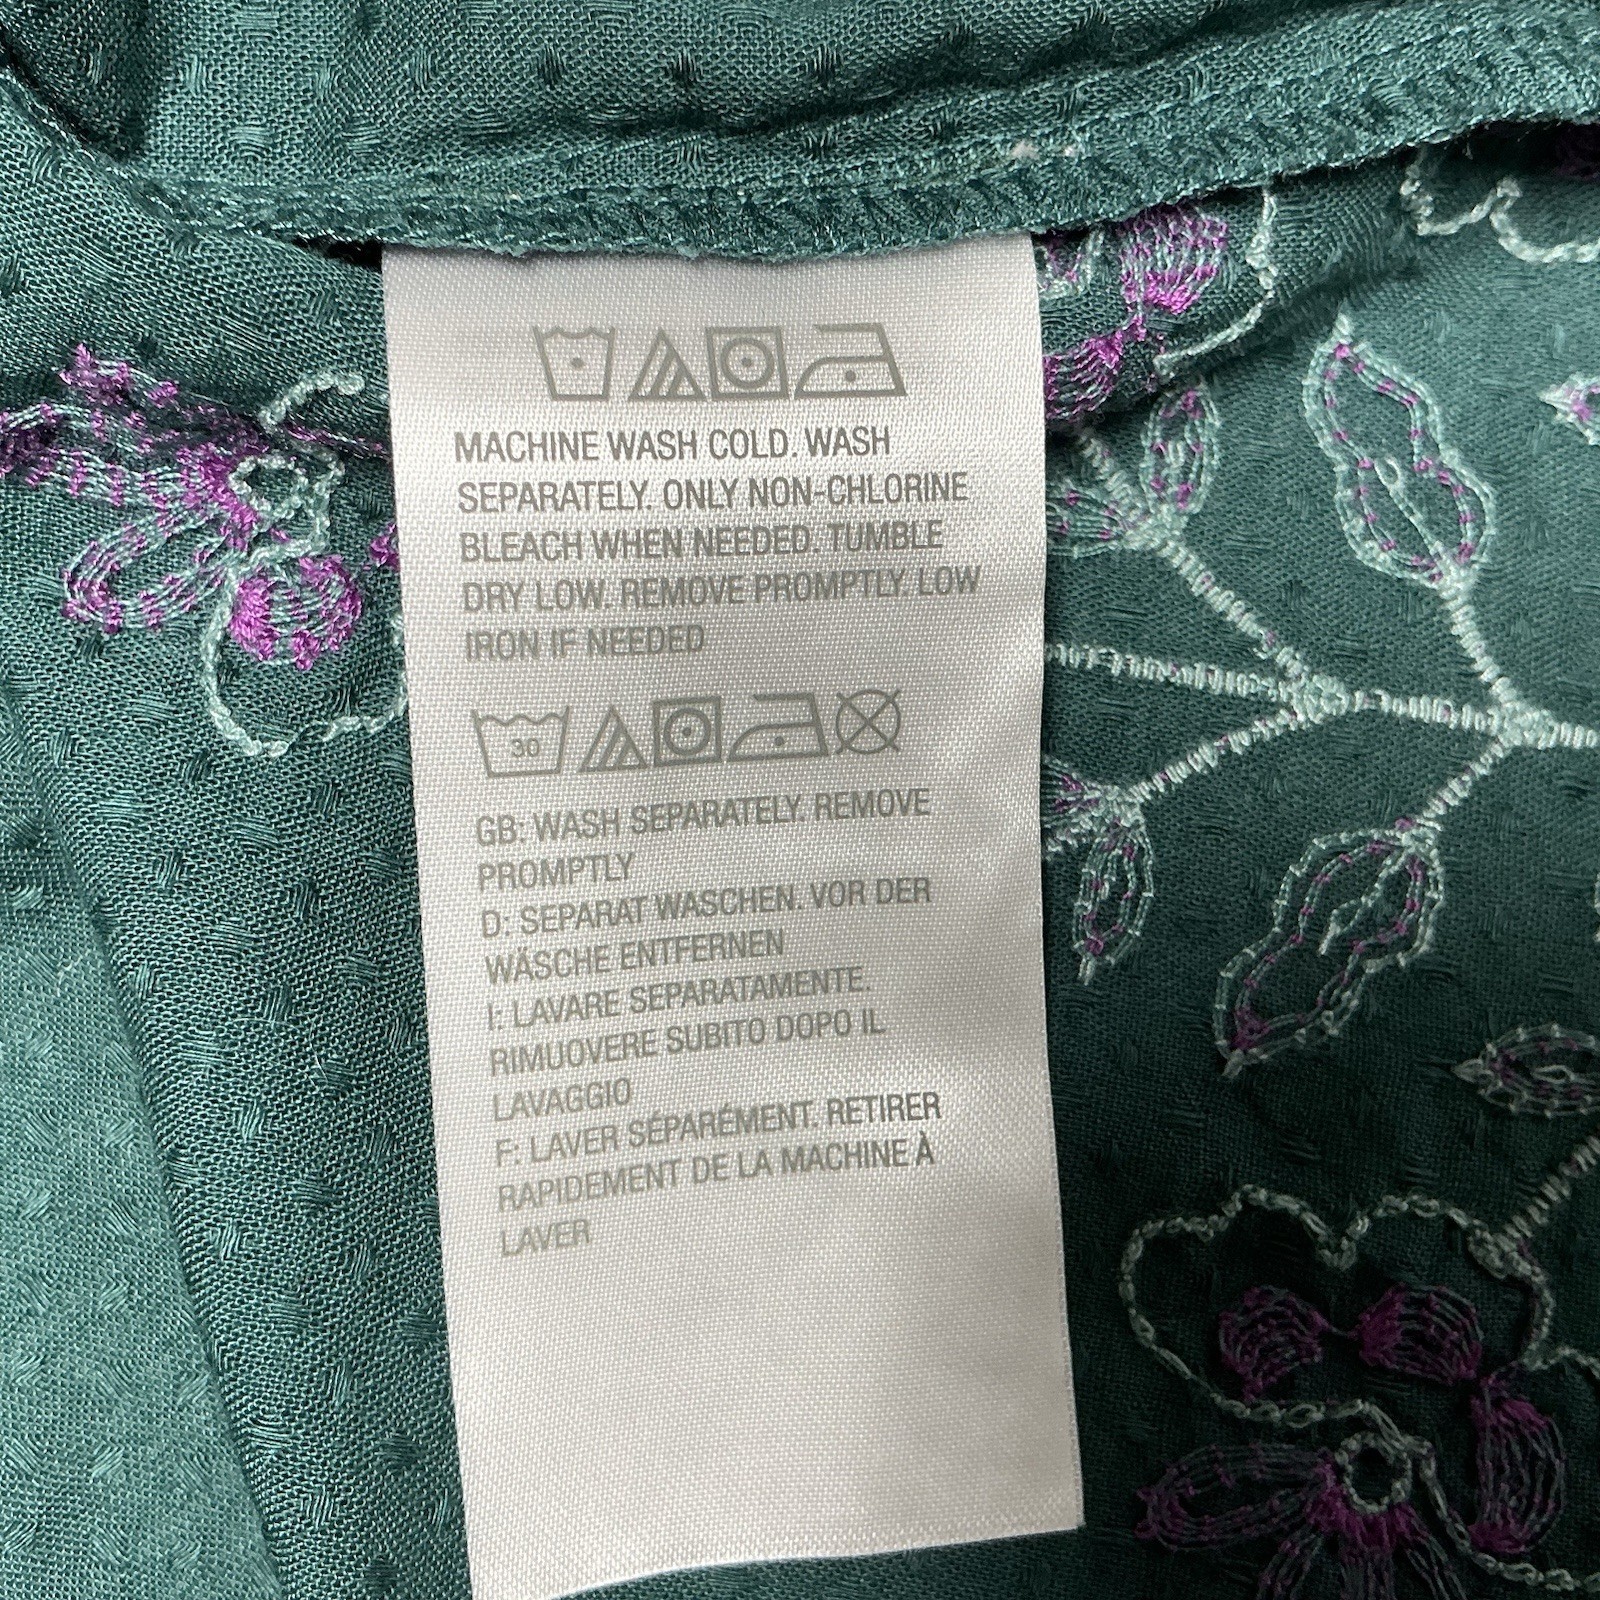 MACHINE WASH COLD. WASH
SEPARATELY. ONLY NON-CHLORINE
BLEACH WHEN NEEDED. TUMBLE
DRY LOW. REMOVE PROMPTLY. LOW
IRON IF NEEDED
30
GB: WASH SEPARATELY. REMOVE
PROMPTLY
D: SEPARAT WASCHEN. VOR DER
WÄSCHE ENTFERNEN
I: LAVARE SEPARATAMENTE.
RIMUOVERE SUBITO DOPO IL
LAVAGGIO
F: LAVER SÉPARÉMENT. RETIRER
RAPIDEMENT DE LA MACHINE À
LAVER